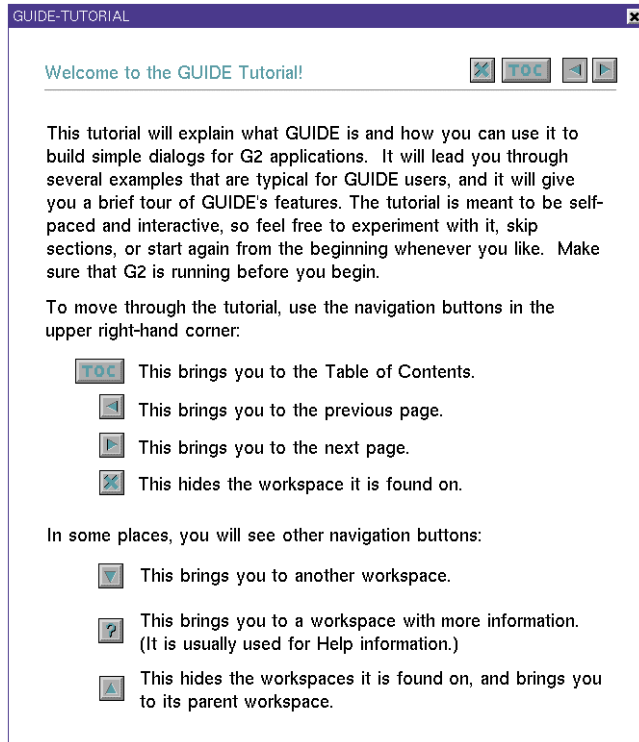 GUIDE-TUTORIAL
Welcome to the GUIDE Tutorial!
TOC
This tutorial will explain what GUIDE is and how you can use it to
build simple dialogs for G2 applications. It will lead you through
several examples that are typical for GUIDE users, and it will give
you a brief tour of GUIDE's features. The tutorial is meant to be self-
paced and interactive, so feel free to experiment with it, skip
sections, or start again from the beginning whenever you like. Make
sure that G2 is running before you begin.
To move through the tutorial, use the navigation buttons in the
upper right-hand corner:
TOC This brings you to the Table of Contents.
This brings you to the previous page.
This brings you to the next page.
This hides the workspace it is found on.
In some places, you will see other navigation buttons:
This brings you to another workspace.
? This brings you to a workspace with more information.
(It is usually used for Help information.)
This hides the workspaces it is found on, and brings you
to its parent workspace.